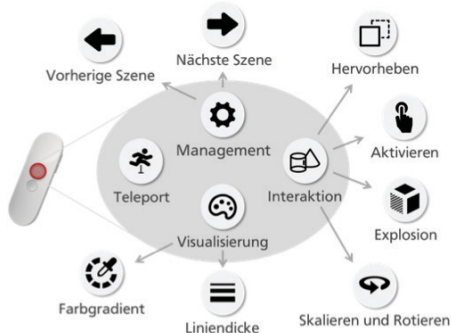 Nächste Szene
Vorherige Szene
Hervorheben
Management
Aktivieren
Teleport
Interaktion
Explosion
Visualisierung
Farbgradient
Liniendicke
Skalieren und Rotieren